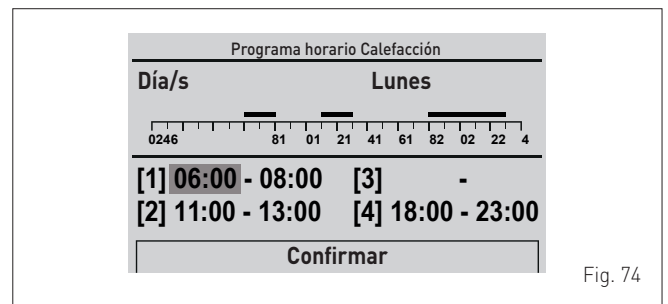 Programa horario Calefacción
Día/s Lunes
0246 81 01 21 41 61 82 02 22 4
[1] 06:00 - 08:00 [3] -
[2] 11:00 - 13:00 [4] 18:00 - 23:00
Confirmar
Fig. 74